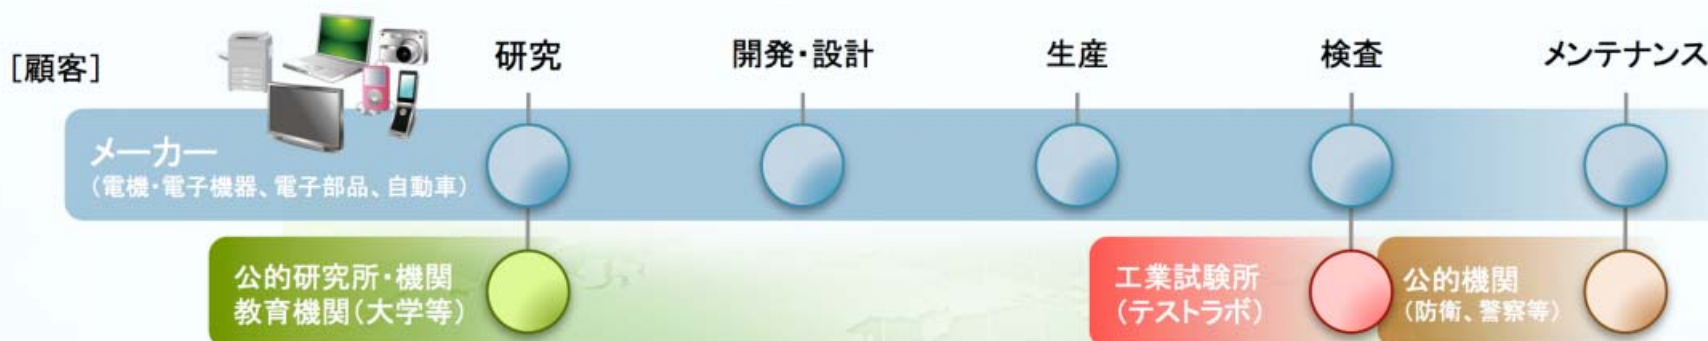 [顧客]
研究
開発・設計
生産
検査
メンテナンス
メーカー
（電機・電子機器、電子部品、自動車）
公的研究所・機関
教育機関（大学等）
工業試験所
（テストラボ）
公的機関
（防衛、警察等）